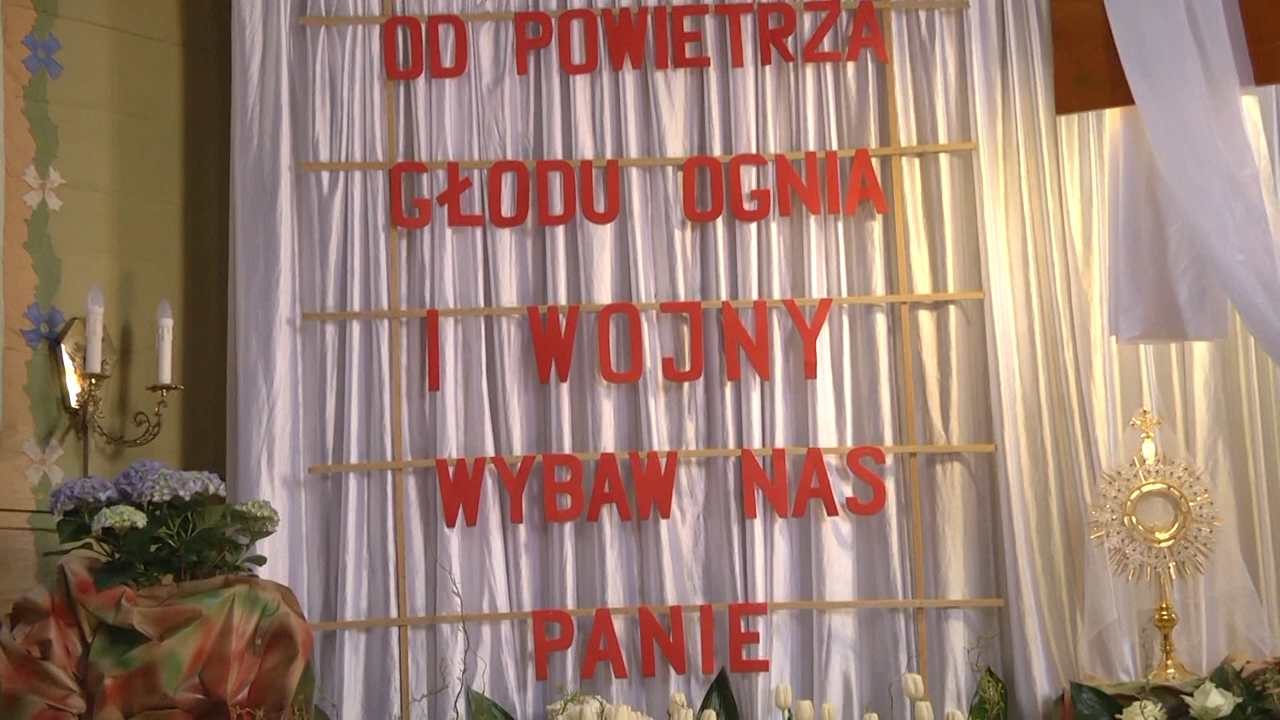 OD POWIETRZA
GŁODU OGNIA
I WOJNY
WYBAW NAS
PANIE